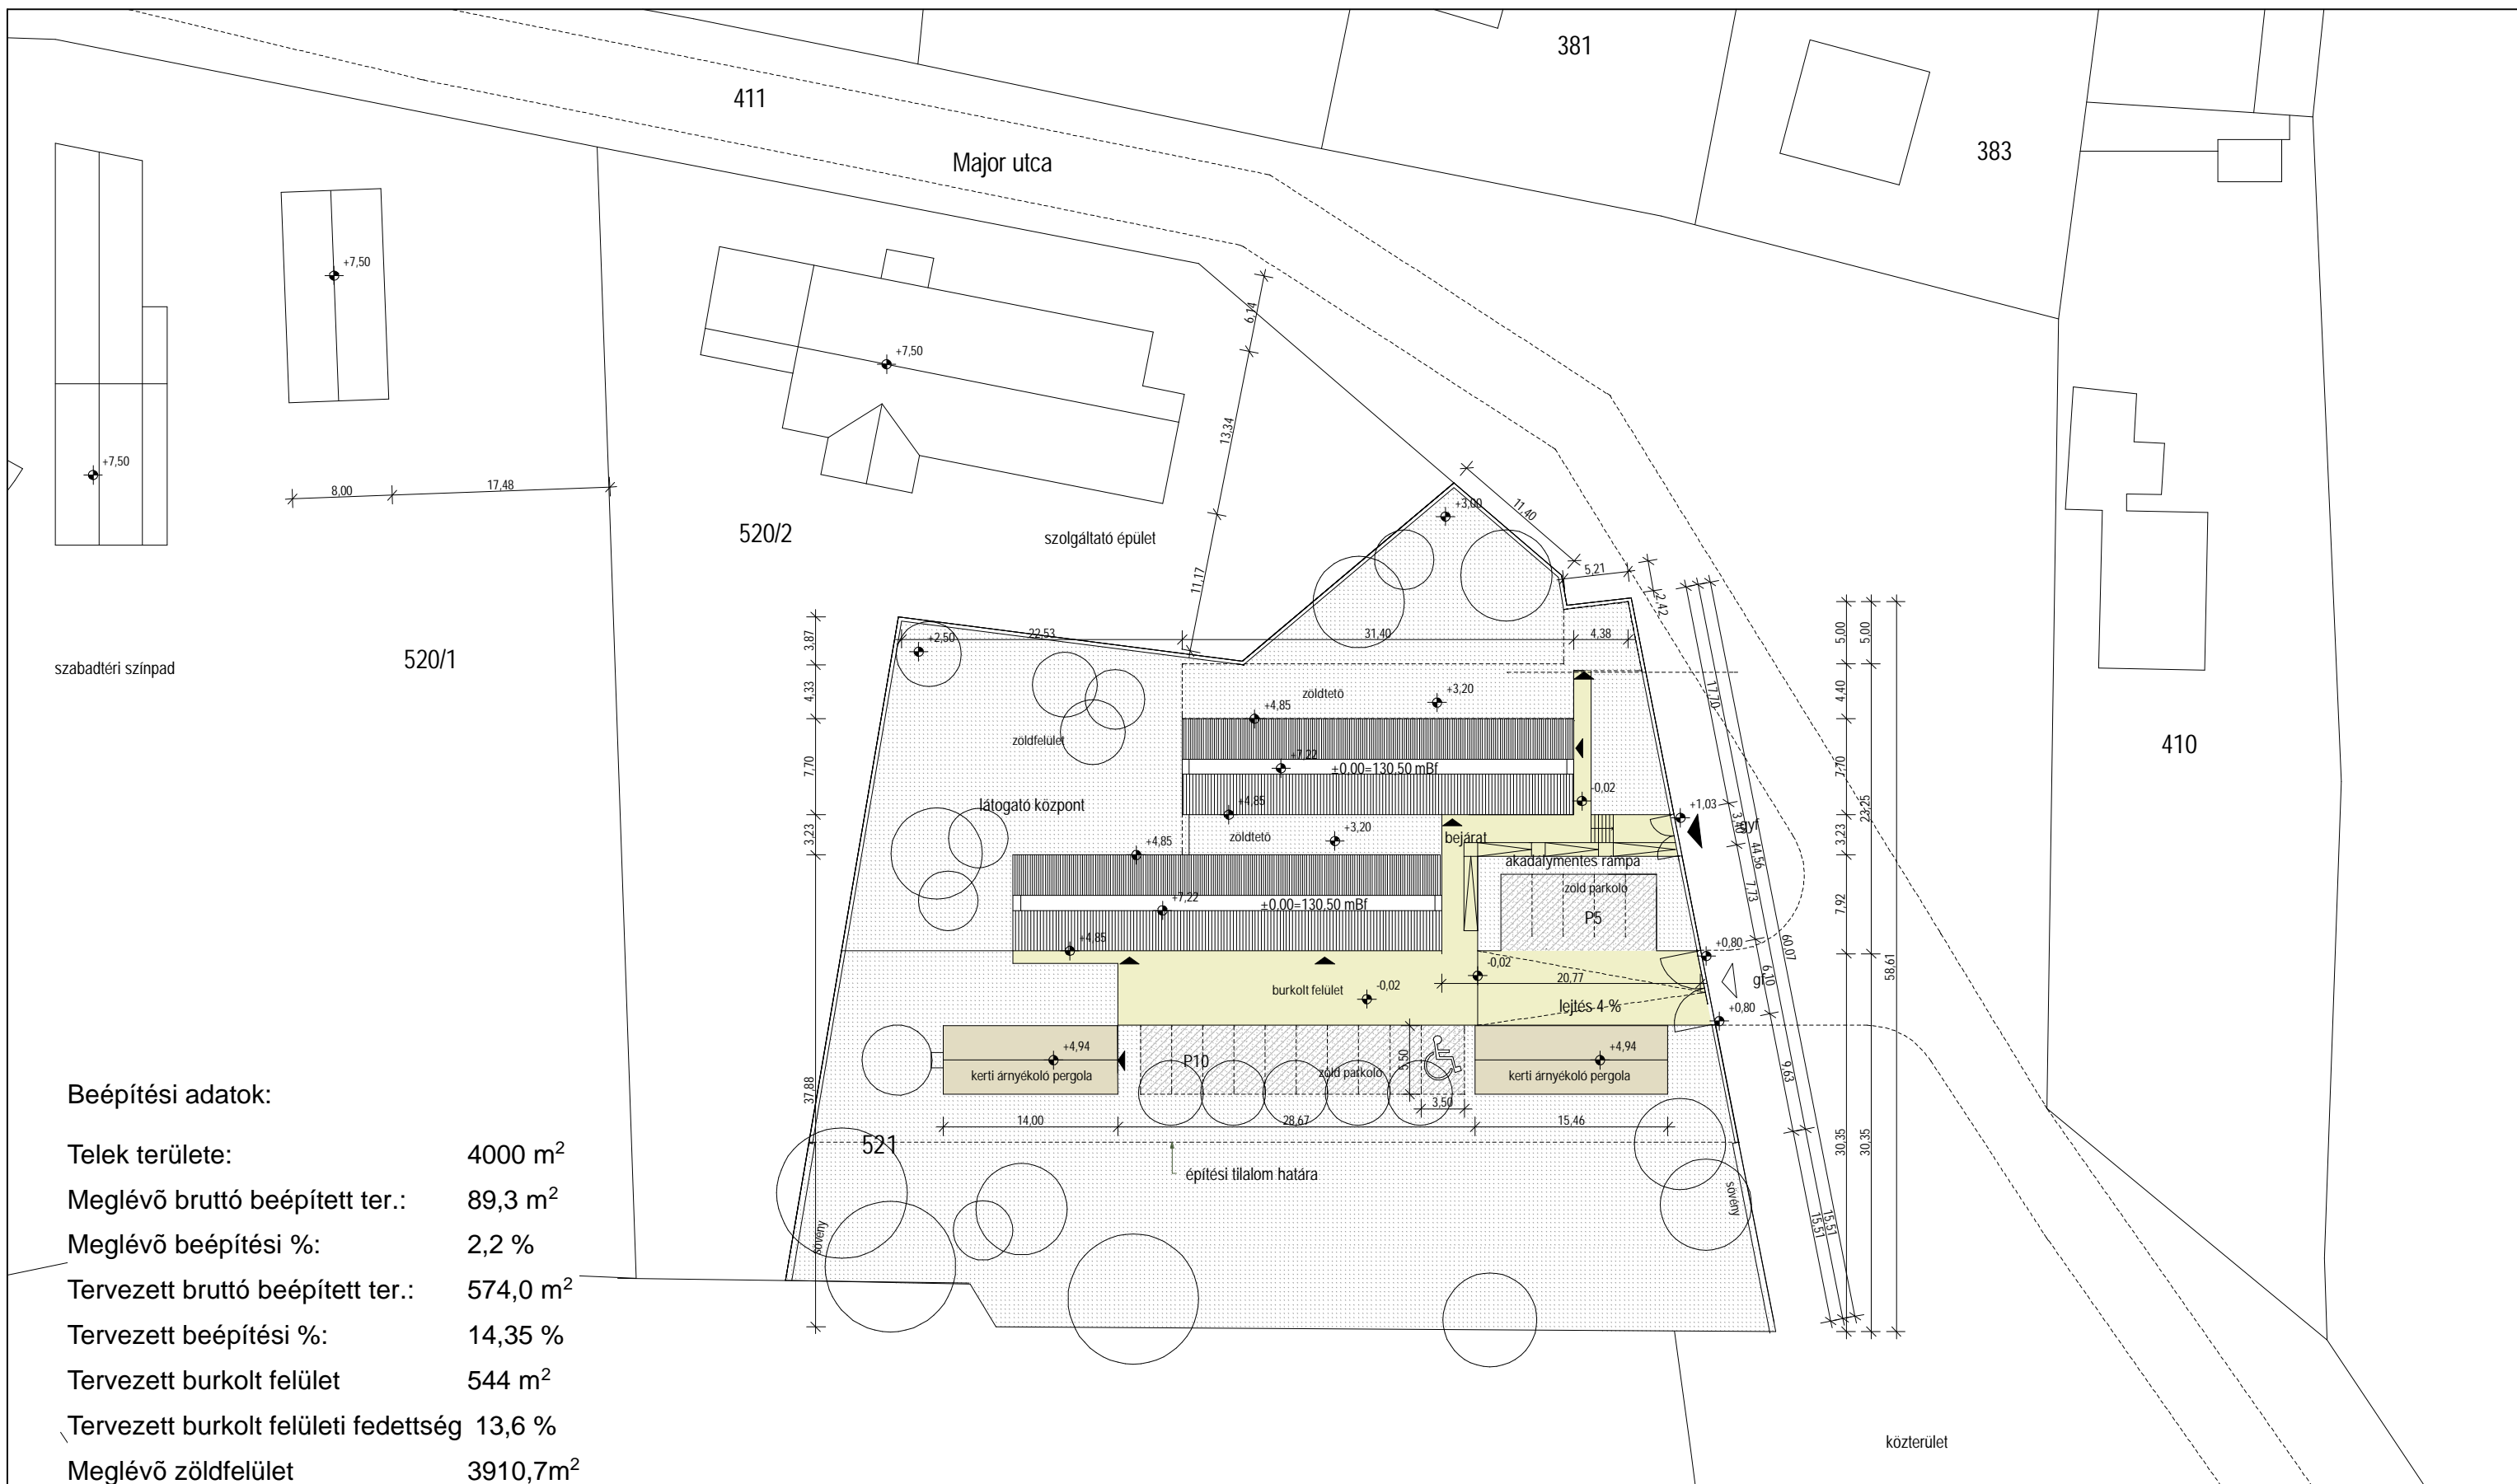 381
411
383
Major utca
+7,50
6,14
+7,50
13,34
+7,50
8,00
17,48
520/2
szolgáltató épület
11,17
+3,00
11,40
5,21
2,42
520/1
szabadtéri színpad
3,87
+2,50
22,53
31,40
4,38
5,00
5,00
4,33
zöldtetõ
+3,20
17,70
4,40
+4,85
zöldfelület
410
7,70
+7,22
±0,00=130,50 mBf
7,70
-0,02
látogató központ
+4,85
+1,03
3,40
gyf
23,25
3,23
zöldtetõ
+3,20
bejárat
3,23
+4,85
akadálymentes rámpa
44,56
zöld parkoló
7,73
7,92
+7,22
±0,00=130,50 mBf
P5
+4,85
+0,80
60,07
-0,02
20,77
6,10
gf
58,61
burkolt felület
-0,02
lejtés 4 %
+0,80
+4,94
P10
5,50
+4,94
kerti árnyékoló pergola
zöld parkoló
kerti árnyékoló pergola
9,63
37,88
3,50
14,00
28,67
15,46
521
30,35
30,35
építési tilalom határa
sövény
sövény
15,51
15,51
Beépítési adatok:
Telek területe: 4000 m²
Meglévõ bruttó beépített ter.: 89,3 m²
Meglévõ beépítési %: 2,2 %
Tervezett bruttó beépített ter.: 574,0 m²
Tervezett beépítési %: 14,35 %
Tervezett burkolt felület 544 m²
Tervezett burkolt felületi fedettség 13,6 %
Meglévõ zöldfelület 3910,7m²
közterület